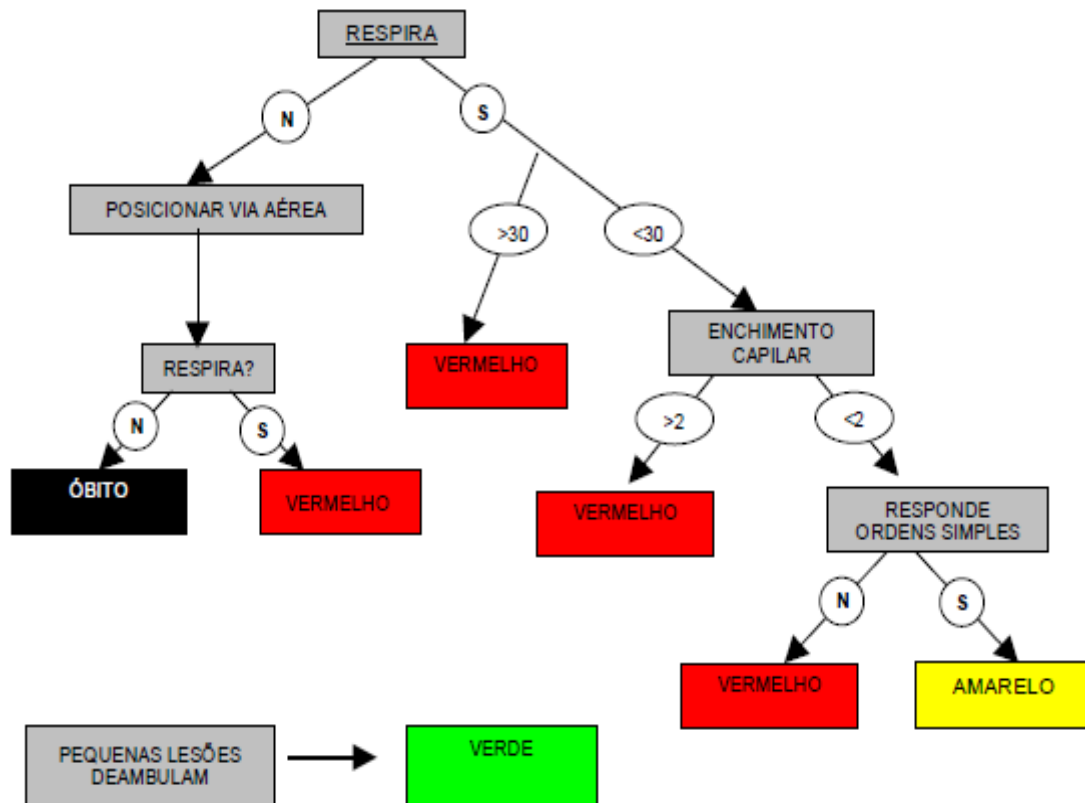 RESPIRA
N
S
POSICIONAR VIA AÉREA
>30
<30
ENCHIMENTO
CAPILAR
RESPIRA?
VERMELHO
N
S
>2
<2
ÓBITO
VERMELHO
VERMELHO
RESPONDE
ORDENS SIMPLES
N
S
VERMELHO
AMARELO
PEQUENAS LESÕES
DEAMBULAM
VERDE